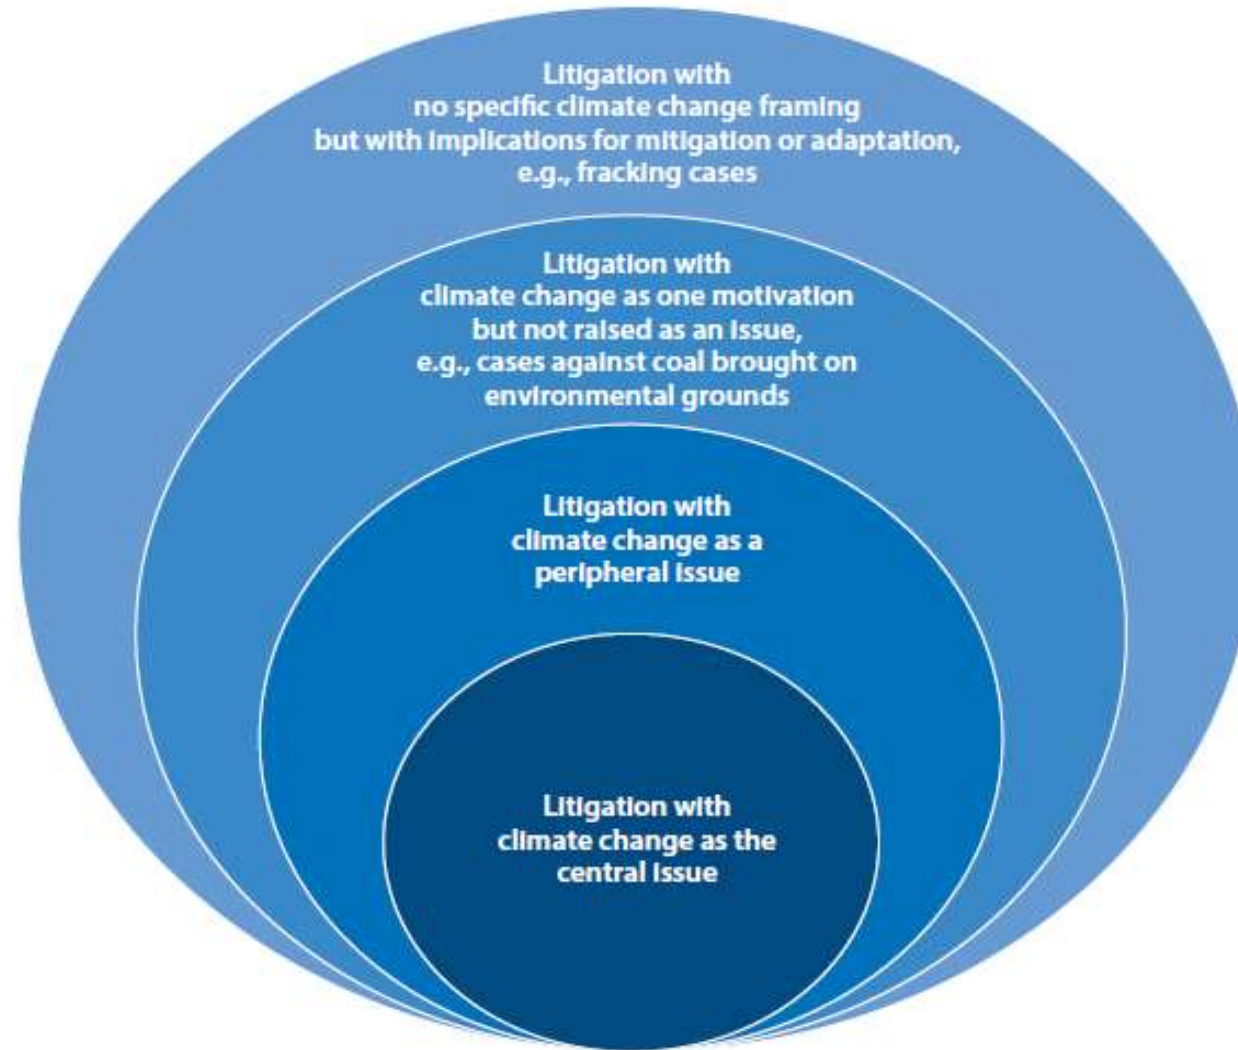 Litigation with
no specific climate change framing
but with implications for mitigation or adaptation,
e.g., fracking cases
Litigation with
climate change as one motivation
but not raised as an issue,
e.g., cases against coal brought on
environmental grounds
Litigation with
climate change as a
peripheral issue
Litigation with
climate change as the
central issue